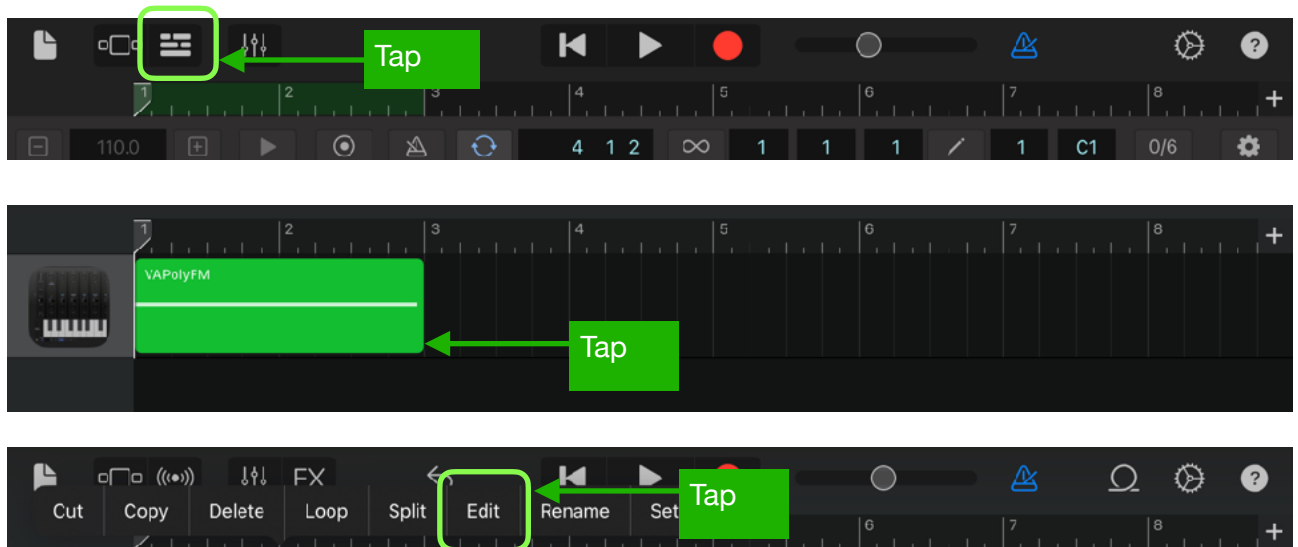 Tap
?
1 2 3 4 5 6 7 8 +
110.0 4 1 2 1 1 1 1 C1 0/6
1 2 3 4 5 6 7 8 +
VAPolyFM
Tap
FX ?
Cut Copy Delete Loop Split Edit Rename Set
Tap
6 7 8 +